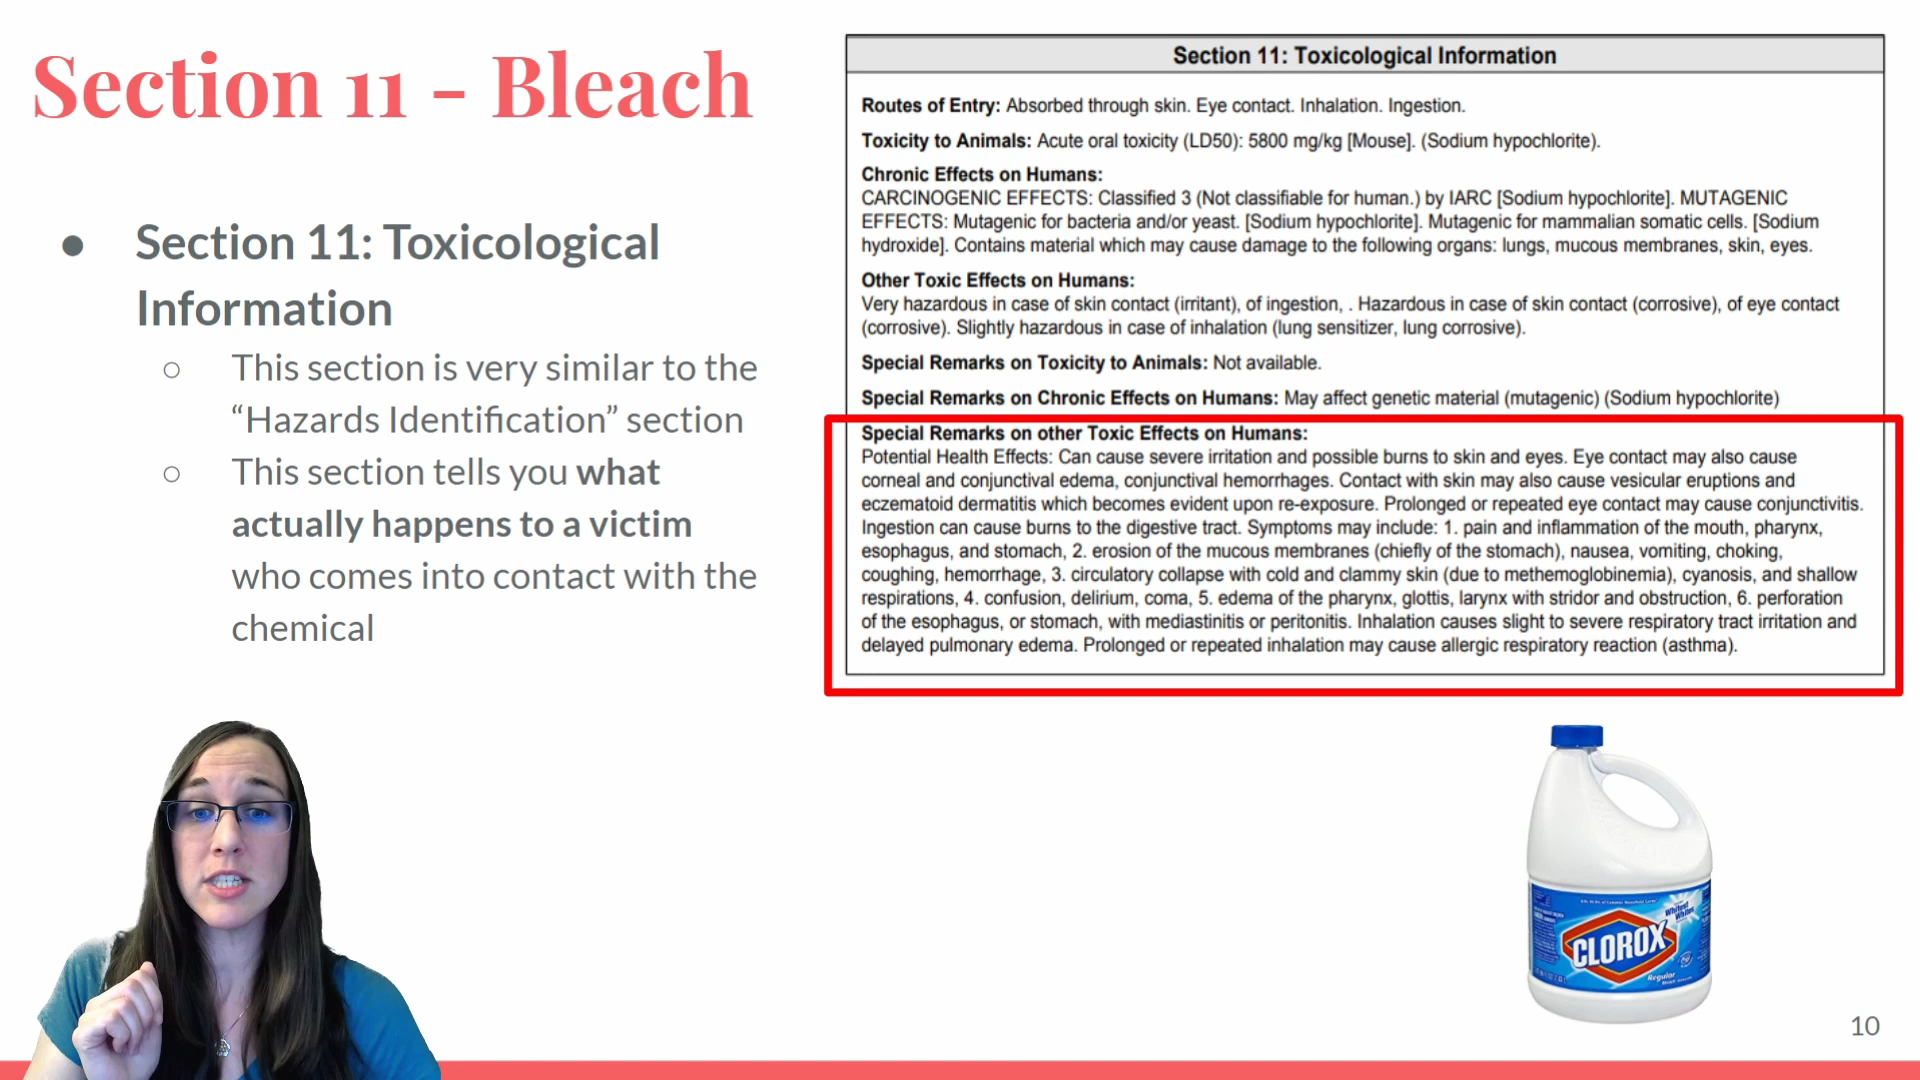 Section 11 - Bleach
● Section 11: Toxicological
Information
○ This section is very similar to the
“Hazards Identification” section
○ This section tells you what
actually happens to a victim
who comes into contact with the
chemical
Section 11: Toxicological Information
Routes of Entry: Absorbed through skin. Eye contact. Inhalation. Ingestion.
Toxicity to Animals: Acute oral toxicity (LD50): 5800 mg/kg [Mouse]. (Sodium hypochlorite).
Chronic Effects on Humans:
CARCINOGENIC EFFECTS: Classified 3 (Not classifiable for human.) by IARC [Sodium hypochlorite]. MUTAGENIC
EFFECTS: Mutagenic for bacteria and/or yeast. [Sodium hypochlorite]. Mutagenic for mammalian somatic cells. [Sodium
hydroxide]. Contains material which may cause damage to the following organs: lungs, mucous membranes, skin, eyes.
Other Toxic Effects on Humans:
Very hazardous in case of skin contact (irritant), of ingestion, . Hazardous in case of skin contact (corrosive), of eye contact
(corrosive). Slightly hazardous in case of inhalation (lung sensitizer, lung corrosive).
Special Remarks on Toxicity to Animals: Not available.
Special Remarks on Chronic Effects on Humans: May affect genetic material (mutagenic) (Sodium hypochlorite)
Special Remarks on other Toxic Effects on Humans:
Potential Health Effects: Can cause severe irritation and possible burns to skin and eyes. Eye contact may also cause
corneal and conjunctival edema, conjunctival hemorrhages. Contact with skin may also cause vesicular eruptions and
eczematoid dermatitis which becomes evident upon re-exposure. Prolonged or repeated eye contact may cause conjunctivitis.
Ingestion can cause burns to the digestive tract. Symptoms may include: 1. pain and inflammation of the mouth, pharynx,
esophagus, and stomach, 2. erosion of the mucous membranes (chiefly of the stomach), nausea, vomiting, choking,
coughing, hemorrhage, 3. circulatory collapse with cold and clammy skin (due to methemoglobinemia), cyanosis, and shallow
respirations, 4. confusion, delirium, coma, 5. edema of the pharynx, glottis, larynx with stridor and obstruction, 6. perforation
of the esophagus, or stomach, with mediastinitis or peritonitis. Inhalation causes slight to severe respiratory tract irritation and
delayed pulmonary edema. Prolonged or repeated inhalation may cause allergic respiratory reaction (asthma).
Whitest
Whites
CLOROX
Regular
10